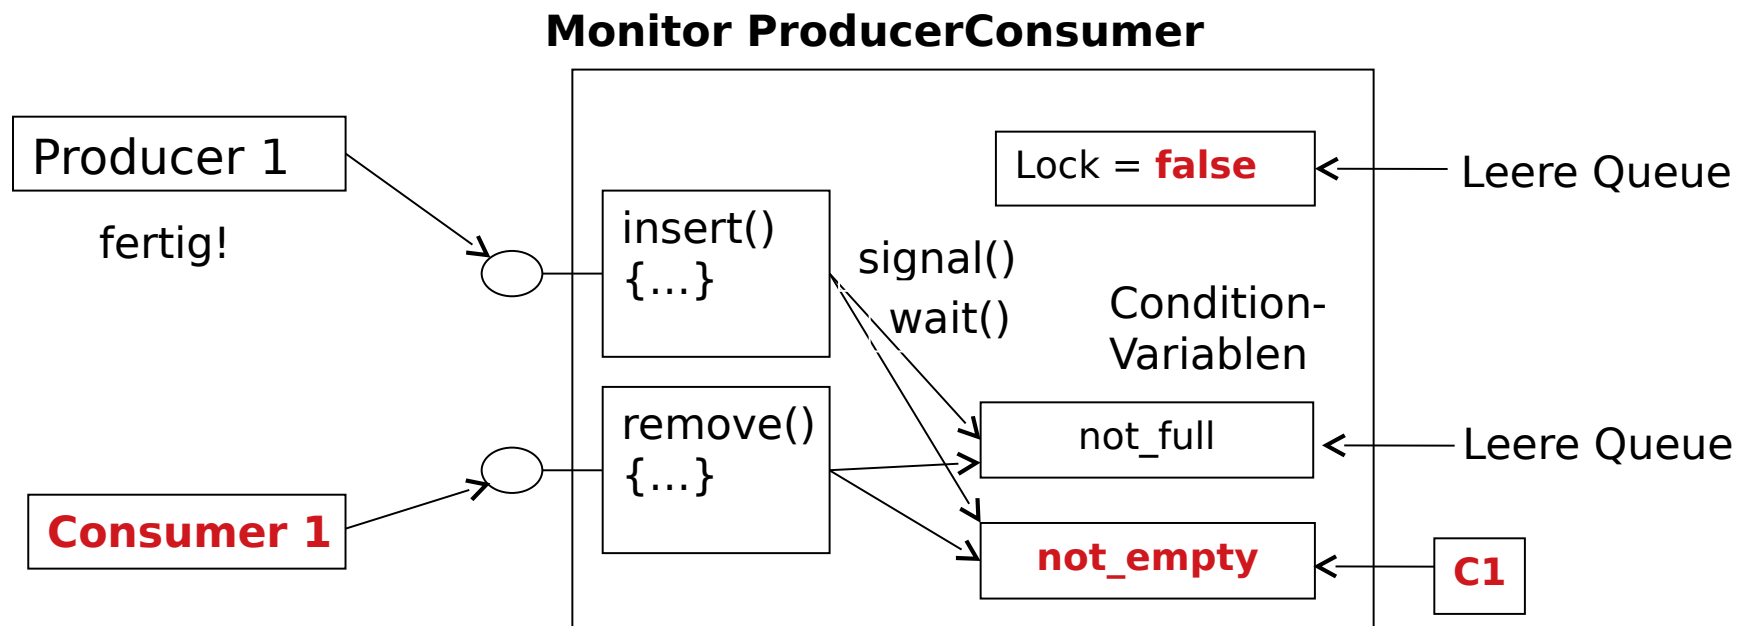 Monitor ProducerConsumer
Producer 1
fertig!
Lock = false
Leere Queue
insert()
{...}
signal()
wait()
Condition-
Variablen
remove()
{...}
not_full
Leere Queue
Consumer 1
not_empty
C1